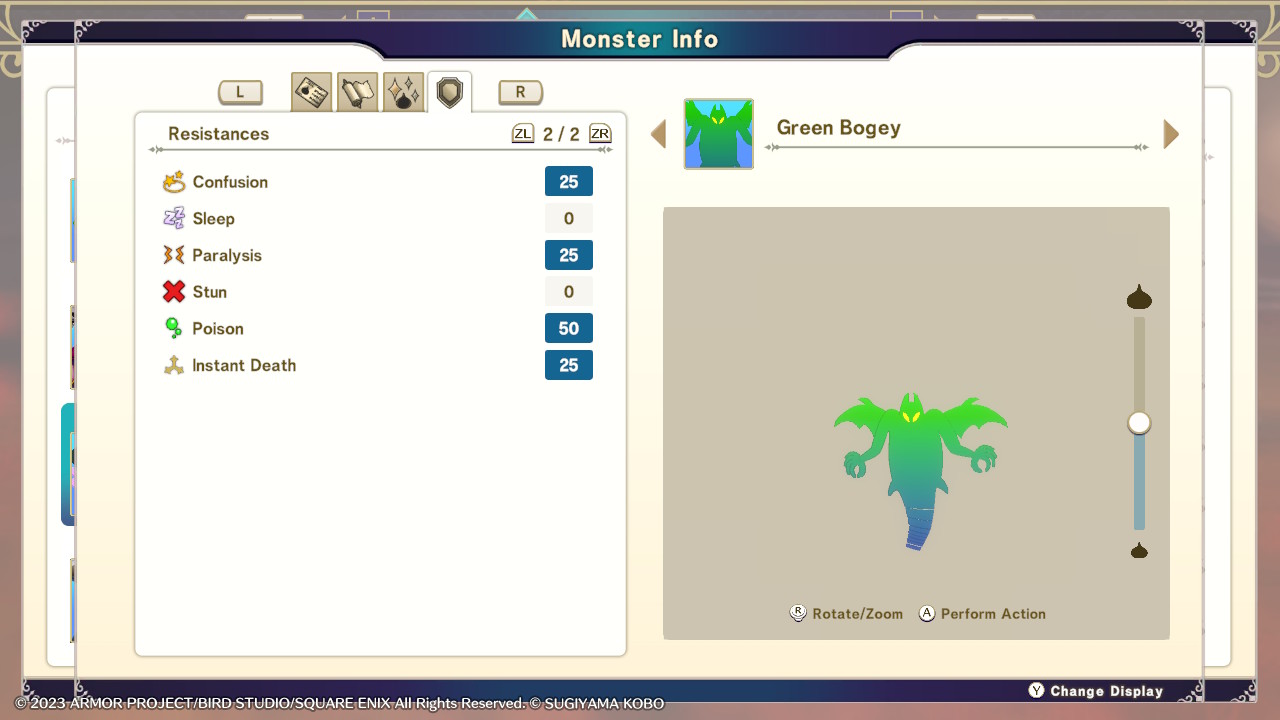 Monster Info
L
R
Resistances
ZL 2 / 2 ZR
Confusion 25
Sleep 0
Paralysis 25
Stun 0
Poison 50
Instant Death 25
Green Bogey
R Rotate/Zoom A Perform Action
Y Change Display
© 2023 ARMOR PROJECT/BIRD STUDIO/SQUARE ENIX All Rights Reserved. © SUGIYAMA KOBO